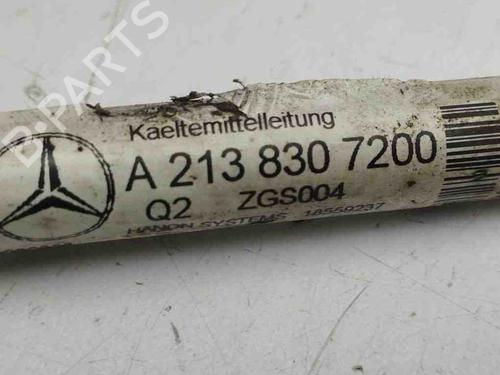 B-PARTS
Kaeltemittelleitung
A 213 830 7200
Q2 ZGS004
HANON SYSTEMS 18559237